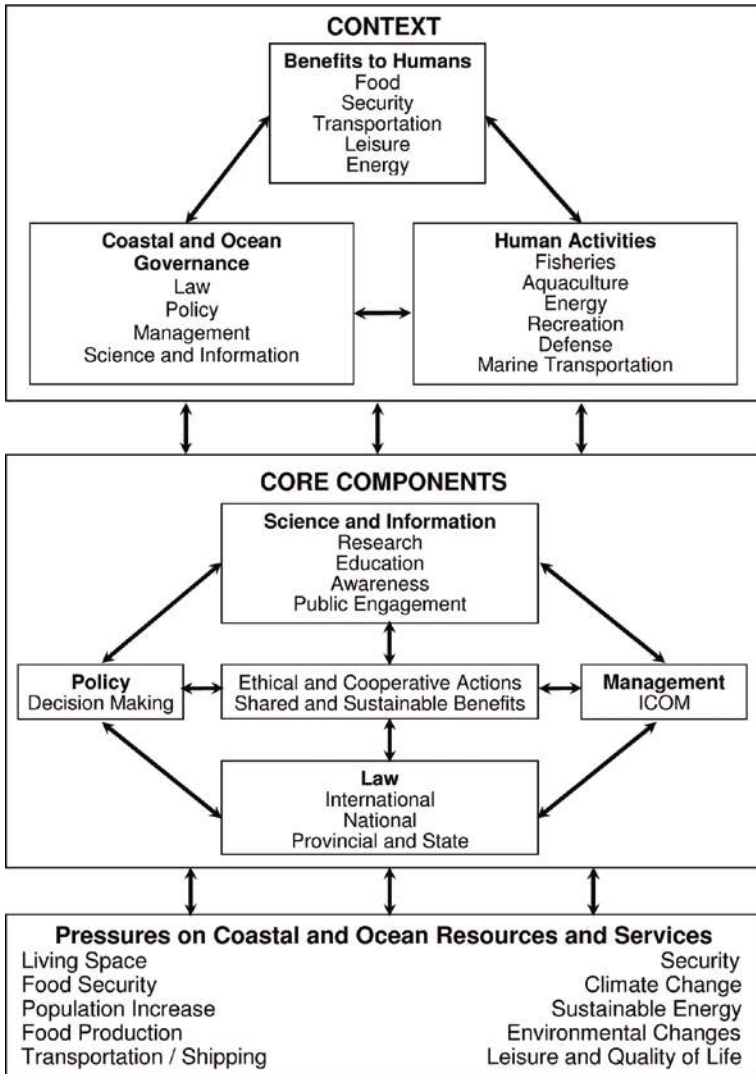 CONTEXT
Benefits to Humans
Food
Security
Transportation
Leisure
Energy
Coastal and Ocean
Governance
Law
Policy
Management
Science and Information
Human Activities
Fisheries
Aquaculture
Energy
Recreation
Defense
Marine Transportation
CORE COMPONENTS
Science and Information
Research
Education
Awareness
Public Engagement
Policy
Decision Making
Ethical and Cooperative Actions
Shared and Sustainable Benefits
Management
ICOM
Law
International
National
Provincial and State
Pressures on Coastal and Ocean Resources and Services
Living Space
Food Security
Population Increase
Food Production
Transportation / Shipping
Security
Climate Change
Sustainable Energy
Environmental Changes
Leisure and Quality of Life